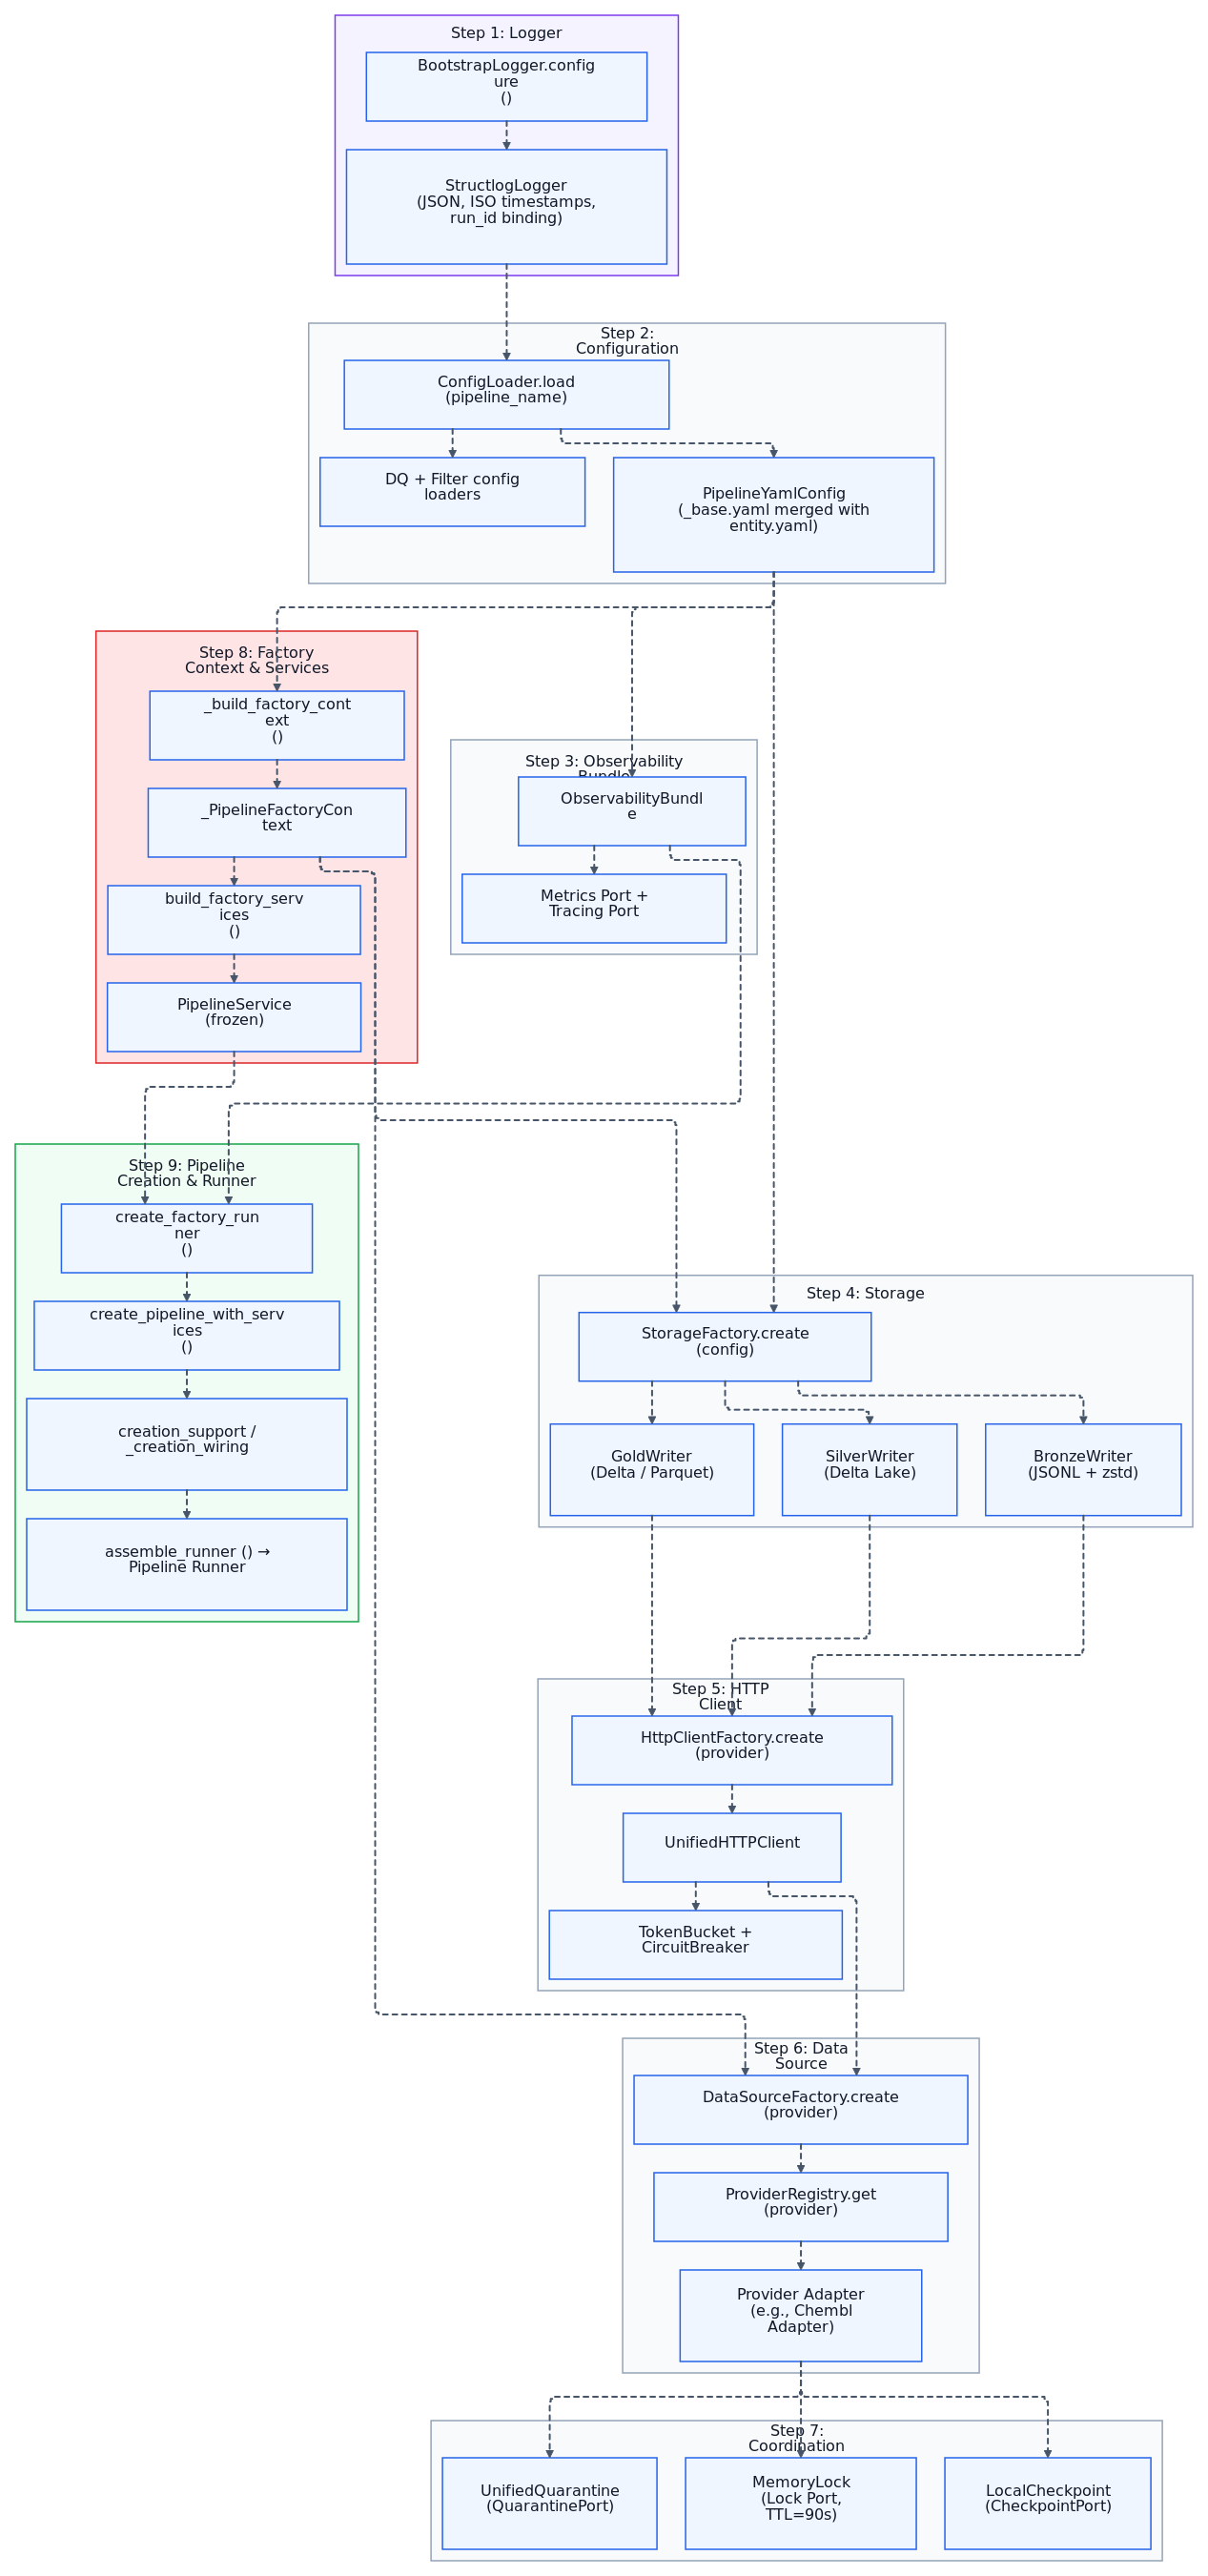 Step 1: Logger
BootstrapLogger.config
ure
()
StructlogLogger
(JSON, ISO timestamps,
run_id binding)
Step 2:
Configuration
ConfigLoader.load
(pipeline_name)
DQ + Filter config
loaders
PipelineYamlConfig
(_base.yaml merged with
entity.yaml)
Step 8: Factory
Context & Services
_build_factory_cont
ext
()
_PipelineFactoryCon
text
build_factory_serv
ices
()
PipelineService
(frozen)
Step 3: Observability
Bundle
ObservabilityBundl
e
Metrics Port +
Tracing Port
Step 9: Pipeline
Creation & Runner
create_factory_run
ner
()
create_pipeline_with_serv
ices
()
creation_support /
_creation_wiring
assemble_runner () →
Pipeline Runner
Step 4: Storage
StorageFactory.create
(config)
GoldWriter
(Delta / Parquet)
SilverWriter
(Delta Lake)
BronzeWriter
(JSONL + zstd)
Step 5: HTTP
Client
HttpClientFactory.create
(provider)
UnifiedHTTPClient
TokenBucket +
CircuitBreaker
Step 6: Data
Source
DataSourceFactory.create
(provider)
ProviderRegistry.get
(provider)
Provider Adapter
(e.g., Chembl
Adapter)
Step 7:
Coordination
UnifiedQuarantine
(QuarantinePort)
MemoryLock
(Lock Port,
TTL=90s)
LocalCheckpoint
(CheckpointPort)